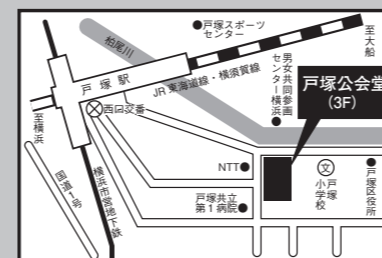 戸塚スポーツ
センター
至大船
柏尾川
戸塚駅
JR東海道線・横須賀線
男女共同参画
センター横浜
戸塚公会堂
(3F)
至横浜
西口交番
国道1号
横浜市営地下鉄
NTT
戸塚共立
第1病院
文
戸塚
小学校
戸塚区役所